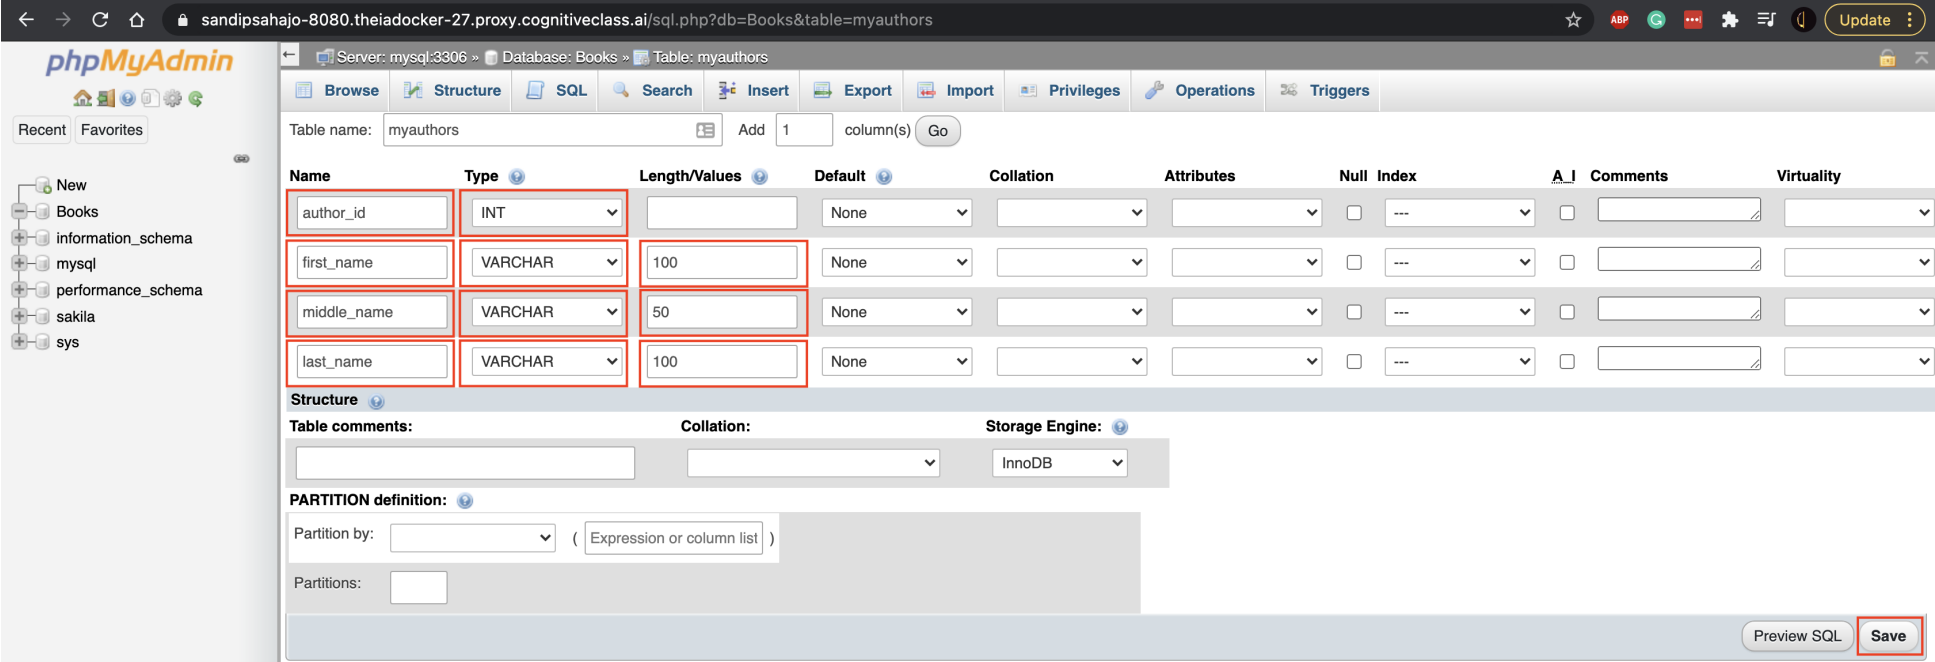 sandipsahajo-8080.theiadocker-27.proxy.cognitiveclass.ai/sql.php?db=Books&table=myauthors
ABP
Update
phpMyAdmin
Recent Favorites
New
Books
information_schema
mysql
performance_schema
sakila
sys
Server: mysql:3306 » Database: Books » Table: myauthors
Browse Structure SQL Search Insert Export Import Privileges Operations Triggers
Table name: myauthors Add 1 column(s) Go
Name Type Length/Values Default Collation Attributes Null Index A_I Comments Virtuality
author_id INT None ---
first_name VARCHAR 100 None ---
middle_name VARCHAR 50 None ---
last_name VARCHAR 100 None ---
Structure
Table comments: Collation: Storage Engine:
InnoDB
PARTITION definition:
Partition by: ( Expression or column list )
Partitions:
Preview SQL Save